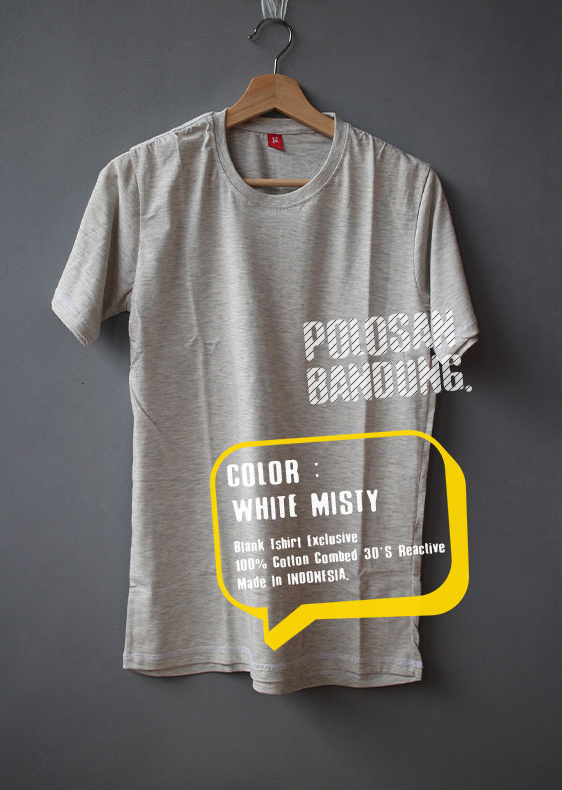 POLOSAN
BANDUNG.
COLOR :
WHITE MISTY
Blank Tshirt Exclusive
100% Cotton Combed 30'S Reactive
Made in INDONESIA.